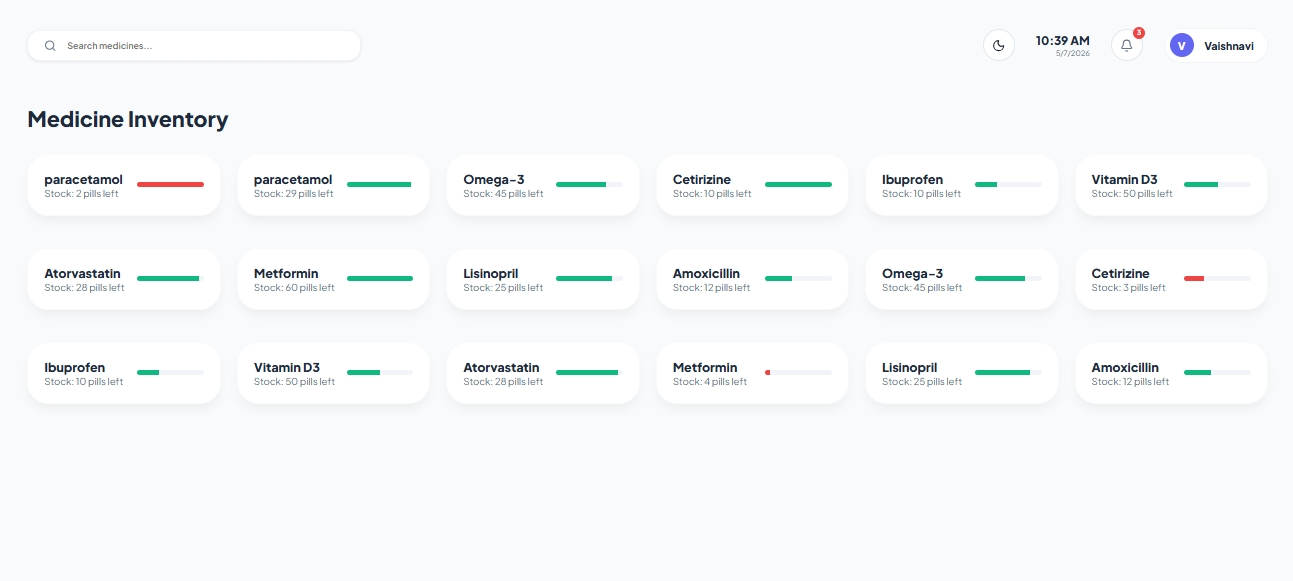 Search medicines...
10:39 AM
5/7/2026
3
V
Vaishnavi
Medicine Inventory
paracetamol
Stock: 2 pills left
paracetamol
Stock: 29 pills left
Omega-3
Stock: 45 pills left
Cetirizine
Stock: 10 pills left
Ibuprofen
Stock: 10 pills left
Vitamin D3
Stock: 50 pills left
Atorvastatin
Stock: 28 pills left
Metformin
Stock: 60 pills left
Lisinopril
Stock: 25 pills left
Amoxicillin
Stock: 12 pills left
Omega-3
Stock: 45 pills left
Cetirizine
Stock: 3 pills left
Ibuprofen
Stock: 10 pills left
Vitamin D3
Stock: 50 pills left
Atorvastatin
Stock: 28 pills left
Metformin
Stock: 4 pills left
Lisinopril
Stock: 25 pills left
Amoxicillin
Stock: 12 pills left